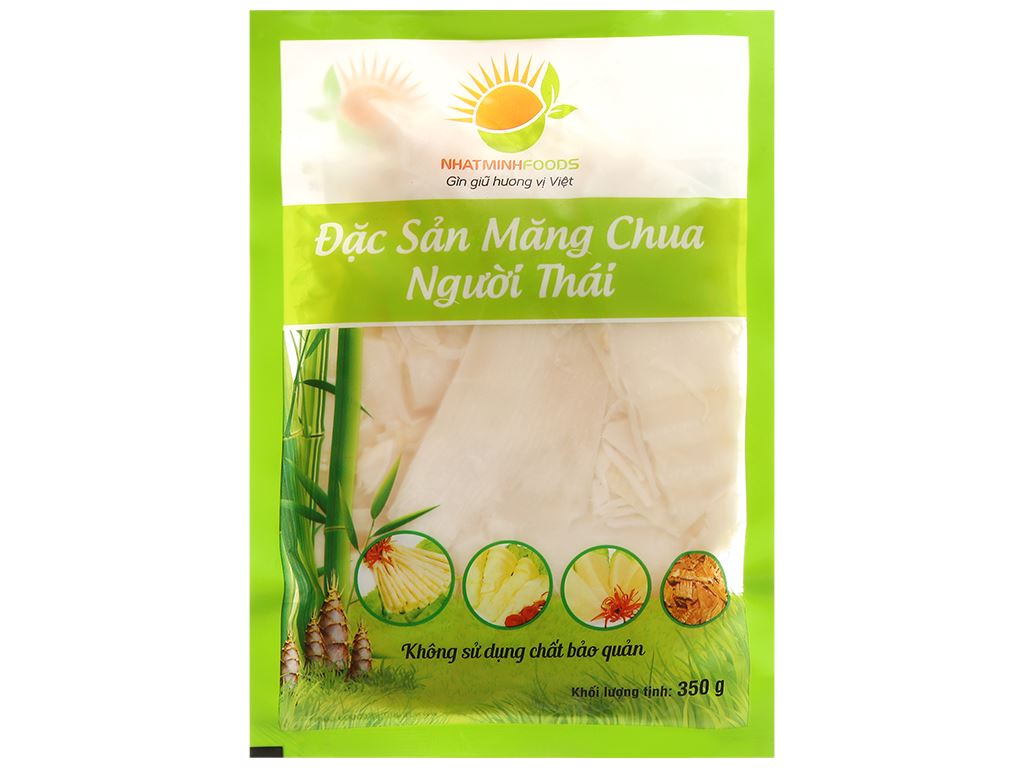 NHATMINHFOODS
Gìn giữ hương vị Việt
Đặc Sản Măng Chua
Người Thái
Không sử dụng chất bảo quản
Khối lượng tịnh: 350 g